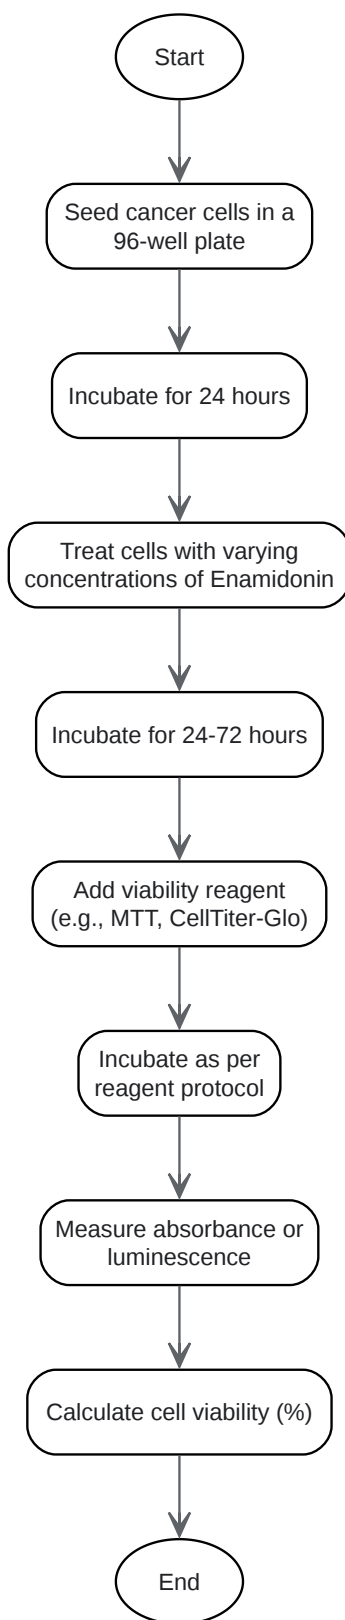 Start
Seed cancer cells in a
96-well plate
Incubate for 24 hours
Treat cells with varying
concentrations of Enamidonin
Incubate for 24-72 hours
Add viability reagent
(e.g., MTT, CellTiter-Glo)
Incubate as per
reagent protocol
Measure absorbance or
luminescence
Calculate cell viability (%)
End